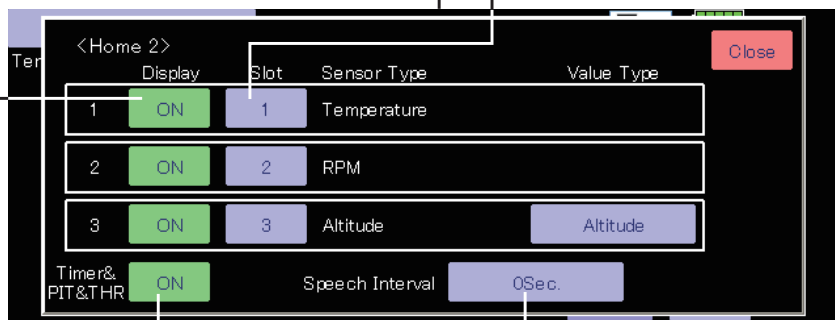 Ter
<Home 2>
Close
Display Slot Sensor Type Value Type
1 ON 1 Temperature
2 ON 2 RPM
3 ON 3 Altitude Altitude
Timer&
PIT&THR ON Speech Interval 0Sec.